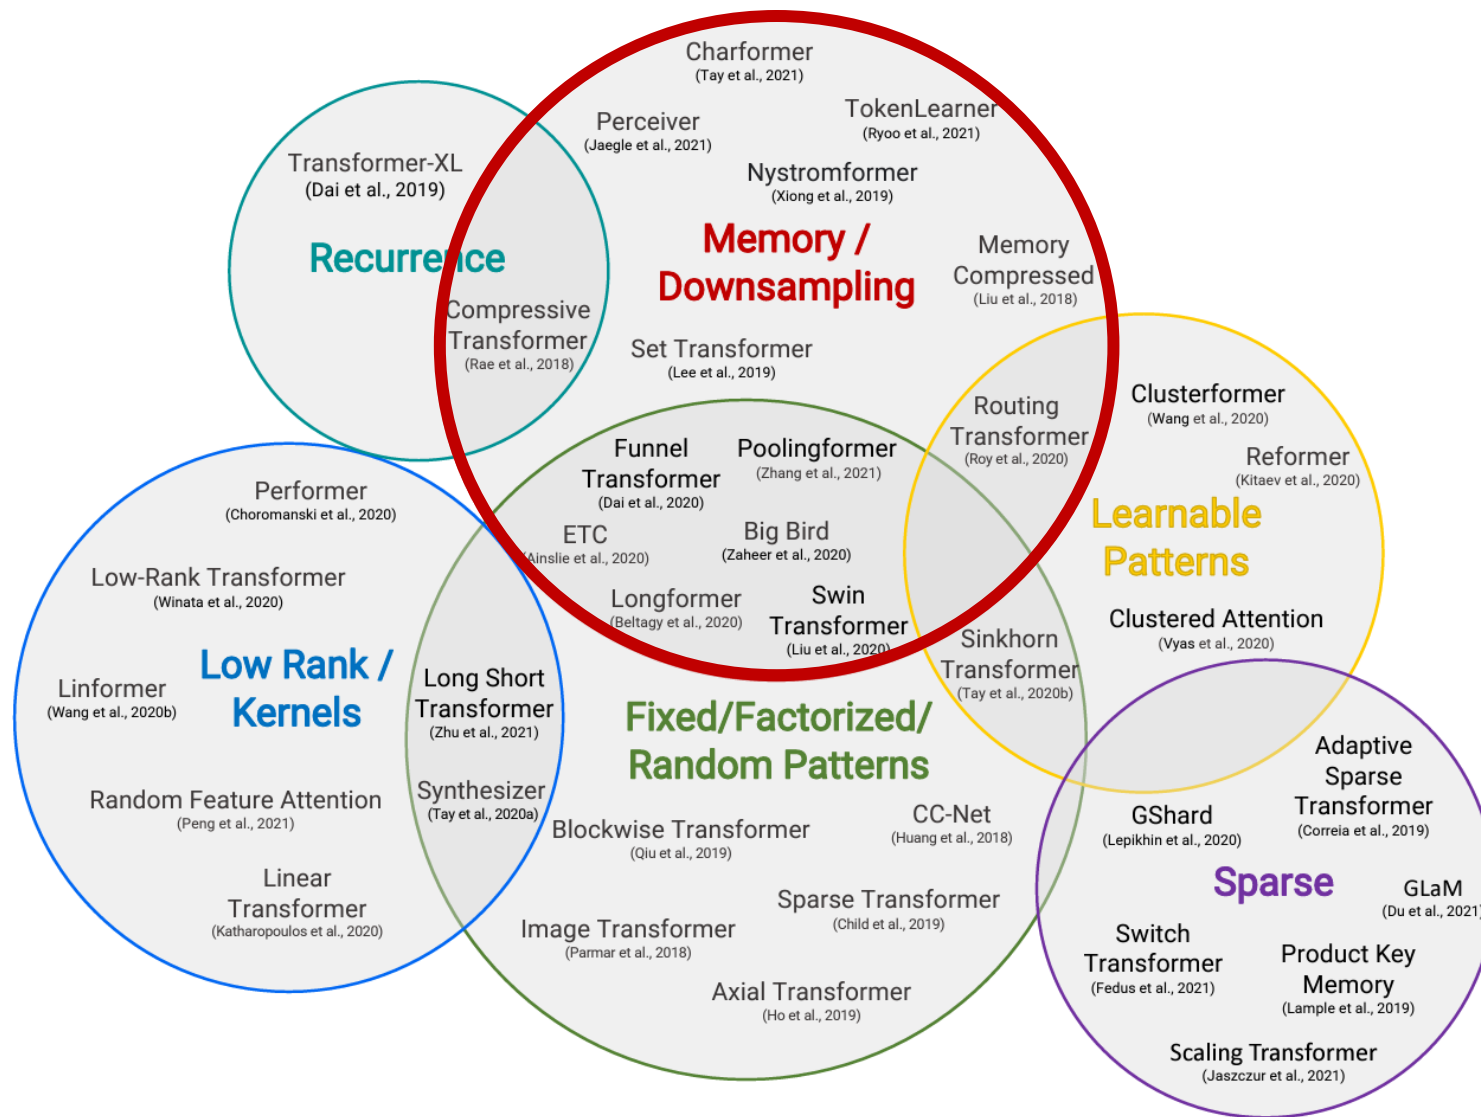 Charformer
(Tay et al., 2021)
Perceiver
(Jaegle et al., 2021)
TokenLearner
(Ryoo et al., 2021)
Transformer-XL
(Dai et al., 2019)
Nystromformer
(Xiong et al., 2019)
Recurrence
Memory /
Downsampling
Memory
Compressed
(Liu et al., 2018)
Compressive
Transformer
(Rae et al., 2018)
Set Transformer
(Lee et al., 2019)
Routing
Transformer
(Roy et al., 2020)
Clusterformer
(Wang et al., 2020)
Reformer
(Kitaev et al., 2020)
Learnable
Patterns
Clustered Attention
(Vyas et al., 2020)
Funnel
Transformer
(Dai et al., 2020)
Poolingformer
(Zhang et al., 2021)
ETC
(Ainslie et al., 2020)
Big Bird
(Zaheer et al., 2020)
Longformer
(Beltagy et al., 2020)
Swin
Transformer
(Liu et al., 2020)
Sinkhorn
Transformer
(Tay et al., 2020b)
Performer
(Choromanski et al., 2020)
Low-Rank Transformer
(Winata et al., 2020)
Low Rank /
Kernels
Linformer
(Wang et al., 2020b)
Long Short
Transformer
(Zhu et al., 2021)
Synthesizer
(Tay et al., 2020a)
Random Feature Attention
(Peng et al., 2021)
Linear
Transformer
(Katharopoulos et al., 2020)
Fixed/Factorized/
Random Patterns
Blockwise Transformer
(Qiu et al., 2019)
CC-Net
(Huang et al., 2018)
Sparse Transformer
(Child et al., 2019)
Image Transformer
(Parmar et al., 2018)
Axial Transformer
(Ho et al., 2019)
Adaptive
Sparse
Transformer
(Correia et al., 2019)
GShard
(Lepikhin et al., 2020)
Sparse
GLaM
(Du et al., 2021)
Switch
Transformer
(Fedus et al., 2021)
Product Key
Memory
(Lample et al., 2019)
Scaling Transformer
(Jaszczur et al., 2021)